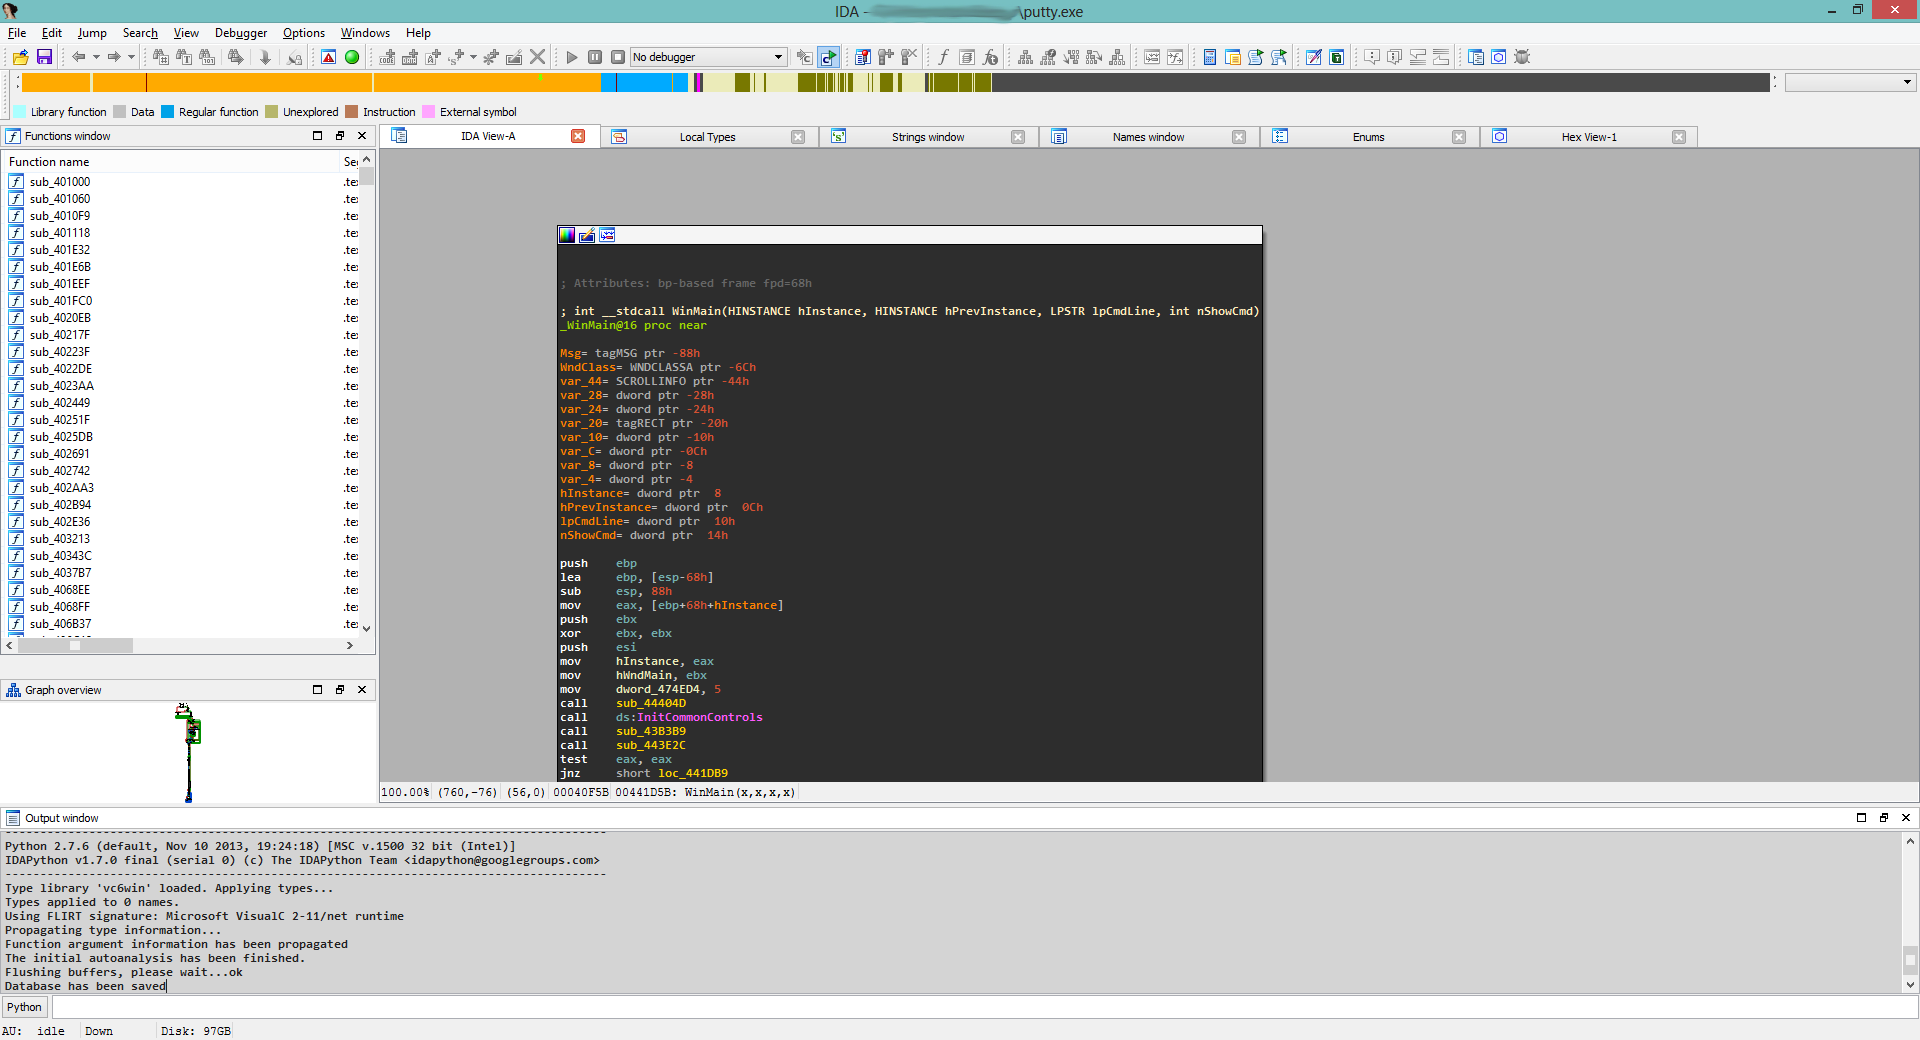 IDA - \putty.exe
File Edit Jump Search View Debugger Options Windows Help
No debugger
Library function Data Regular function Unexplored Instruction External symbol
Functions window
IDA View-A Local Types Strings window Names window Enums Hex View-1
Function name Se
sub_401000 .te
sub_401060 .te
sub_4010F9 .te
sub_401118 .te
sub_401E32 .te
sub_401E6B .te
sub_401EEF .te
sub_401FC0 .te
sub_4020EB .te
sub_40217F .te
sub_40223F .te
sub_4022DE .te
sub_4023AA .te
sub_402449 .te
sub_40251F .te
sub_4025DB .te
sub_402691 .te
sub_402742 .te
sub_402AA3 .te
sub_402B94 .te
sub_402E36 .te
sub_403213 .te
sub_40343C .te
sub_4037B7 .te
sub_4068EE .te
sub_4068FF .te
sub_406B37 .te
Graph overview
; Attributes: bp-based frame fpd=68h
; int __stdcall WinMain(HINSTANCE hInstance, HINSTANCE hPrevInstance, LPSTR lpCmdLine, int nShowCmd)
_WinMain@16 proc near
Msg= tagMSG ptr -88h
WndClass= WNDCLASSA ptr -6Ch
var_44= SCROLLINFO ptr -44h
var_28= dword ptr -28h
var_24= dword ptr -24h
var_20= tagRECT ptr -20h
var_10= dword ptr -10h
var_C= dword ptr -0Ch
var_8= dword ptr -8
var_4= dword ptr -4
hInstance= dword ptr 8
hPrevInstance= dword ptr 0Ch
lpCmdLine= dword ptr 10h
nShowCmd= dword ptr 14h
push ebp
lea ebp, [esp-68h]
sub esp, 88h
mov eax, [ebp+68h+hInstance]
push ebx
xor ebx, ebx
push esi
mov hInstance, eax
mov hWndMain, ebx
mov dword_474ED4, 5
call sub_44404D
call ds:InitCommonControls
call sub_43B3B9
call sub_443E2C
test eax, eax
jnz short loc_441DB9
100.00% (760,-76) (56,0) 00040F5B 00441D5B: WinMain(x,x,x,x)
Output window
Python 2.7.6 (default, Nov 10 2013, 19:24:18) [MSC v.1500 32 bit (Intel)]
IDAPython v1.7.0 final (serial 0) (c) The IDAPython Team <idapython@googlegroups.com>
Type library 'vc6win' loaded. Applying types...
Types applied to 0 names.
Using FLIRT signature: Microsoft VisualC 2-11/net runtime
Propagating type information...
Function argument information has been propagated
The initial autoanalysis has been finished.
Flushing buffers, please wait...ok
Database has been saved
Python
AU: idle Down Disk: 97GB